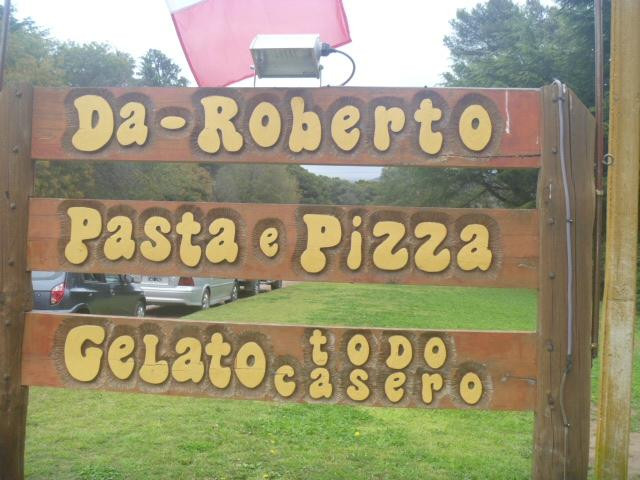 Da-Roberto
Pasta e Pizza
Gelato todo
casero